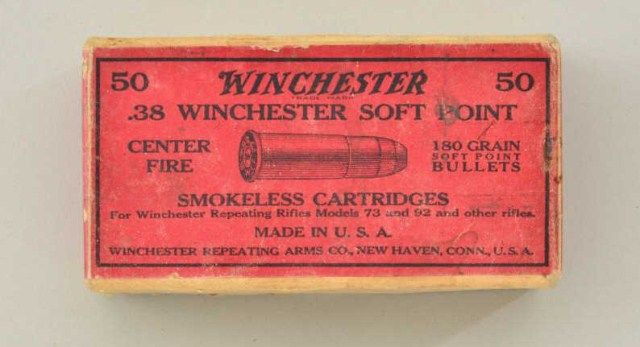 50 WINCHESTER 50
TRADE MARK
.38 WINCHESTER SOFT POINT
CENTER FIRE
180 GRAIN
SOFT POINT
BULLETS
SMOKELESS CARTRIDGES
For Winchester Repeating Rifles Models 73 and 92 and other rifles.
MADE IN U. S. A.
WINCHESTER REPEATING ARMS CO., NEW HAVEN, CONN., U. S. A.